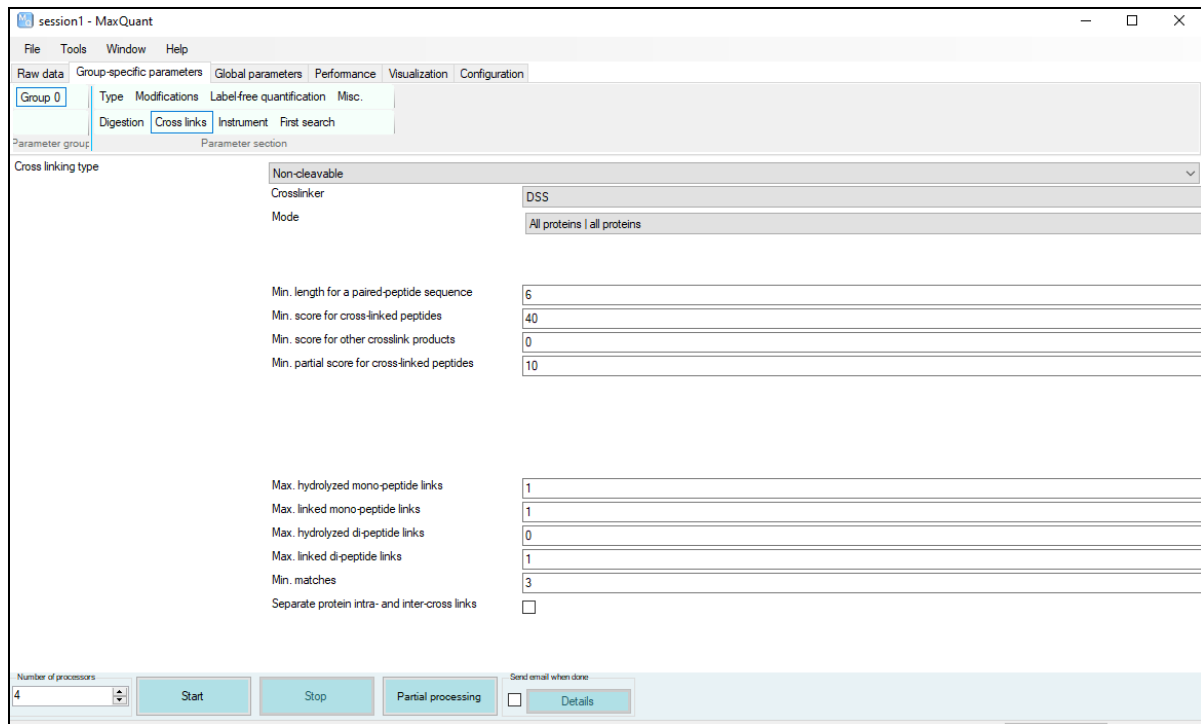 session1 - MaxQuant
File Tools Window Help
Raw data Group-specific parameters Global parameters Performance Visualization Configuration
Group 0 Type Modifications Label-free quantification Misc.
Digestion Cross links Instrument First search
Parameter group Parameter section
Cross linking type Non-cleavable
Crosslinker DSS
Mode All proteins | all proteins
Min. length for a paired-peptide sequence 6
Min. score for cross-linked peptides 40
Min. score for other crosslink products 0
Min. partial score for cross-linked peptides 10
Max. hydrolyzed mono-peptide links 1
Max. linked mono-peptide links 1
Max. hydrolyzed di-peptide links 0
Max. linked di-peptide links 1
Min. matches 3
Separate protein intra- and inter-cross links
Number of processors Send email when done
4 Start Stop Partial processing Details